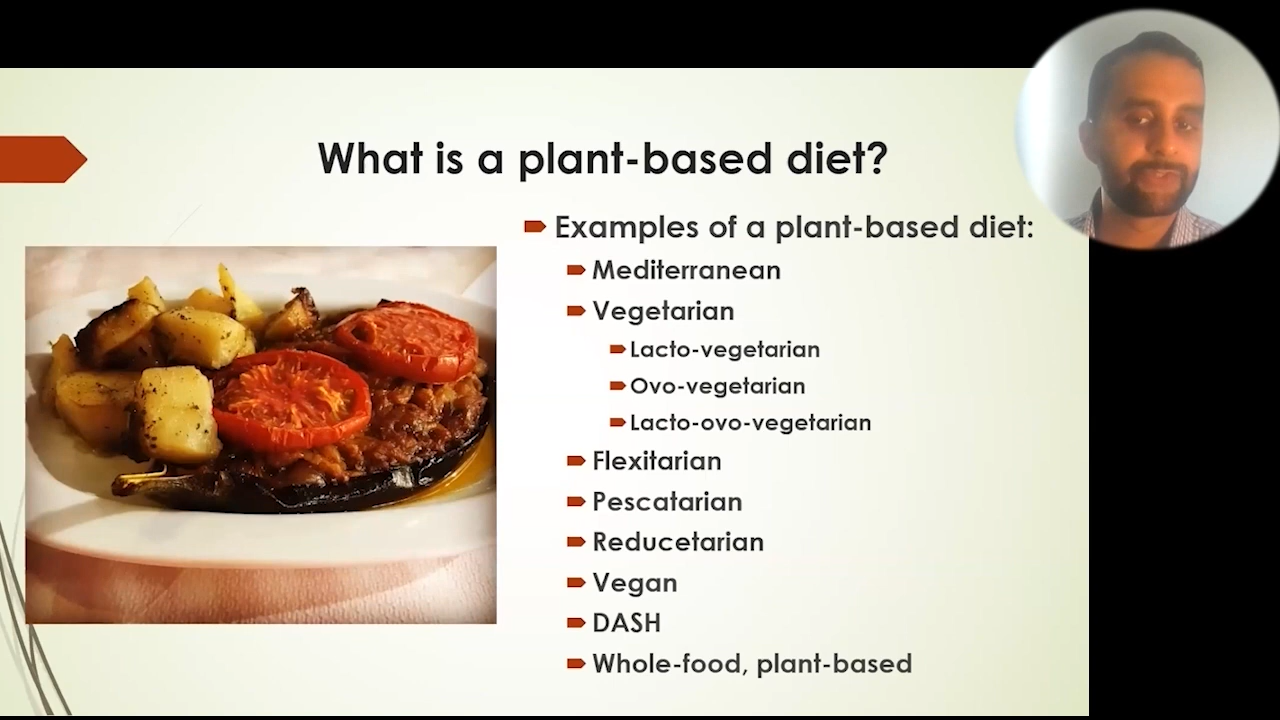 What is a plant-based diet?
Examples of a plant-based diet:
Mediterranean
Vegetarian
Lacto-vegetarian
Ovo-vegetarian
Lacto-ovo-vegetarian
Flexitarian
Pescatarian
Reducetarian
Vegan
DASH
Whole-food, plant-based